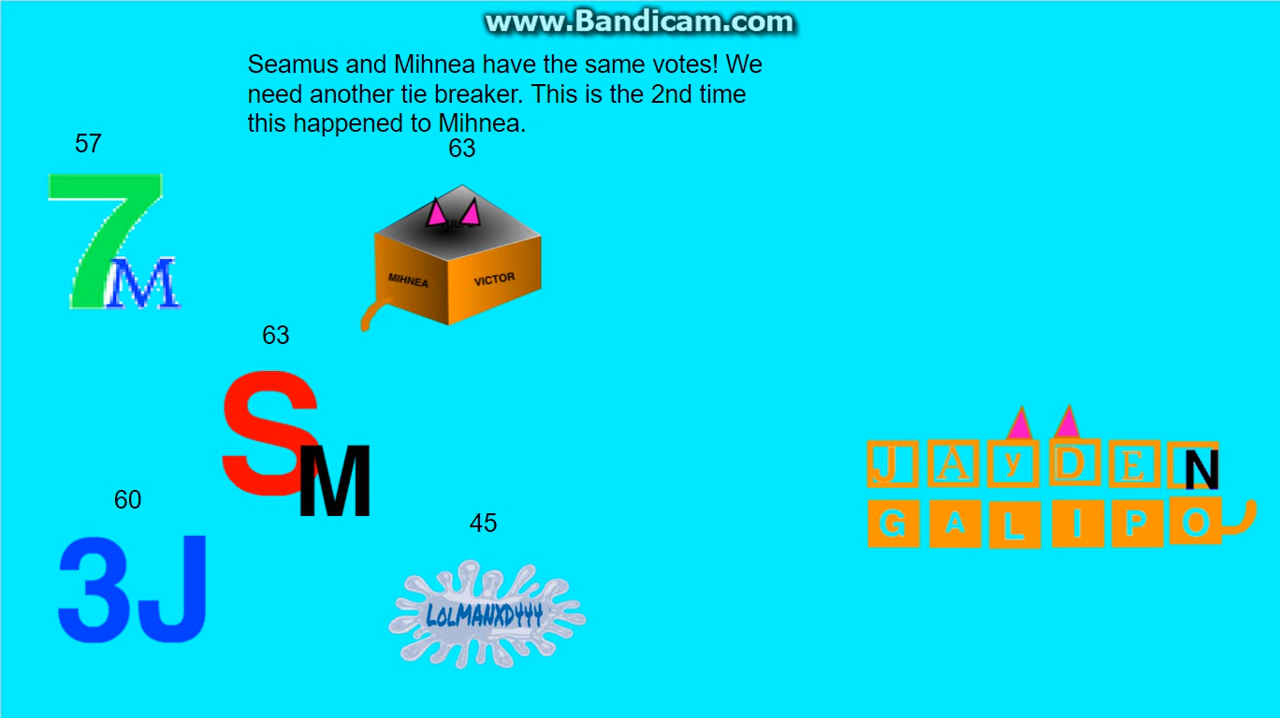 www.Bandicam.com
Seamus and Mihnea have the same votes! We
need another tie breaker. This is the 2nd time
this happened to Mihnea.
57
63
7M
MIHNEA VICTOR
63
SM
60
3J
45
LOLMANXD444
JAyDEN
GALIPO